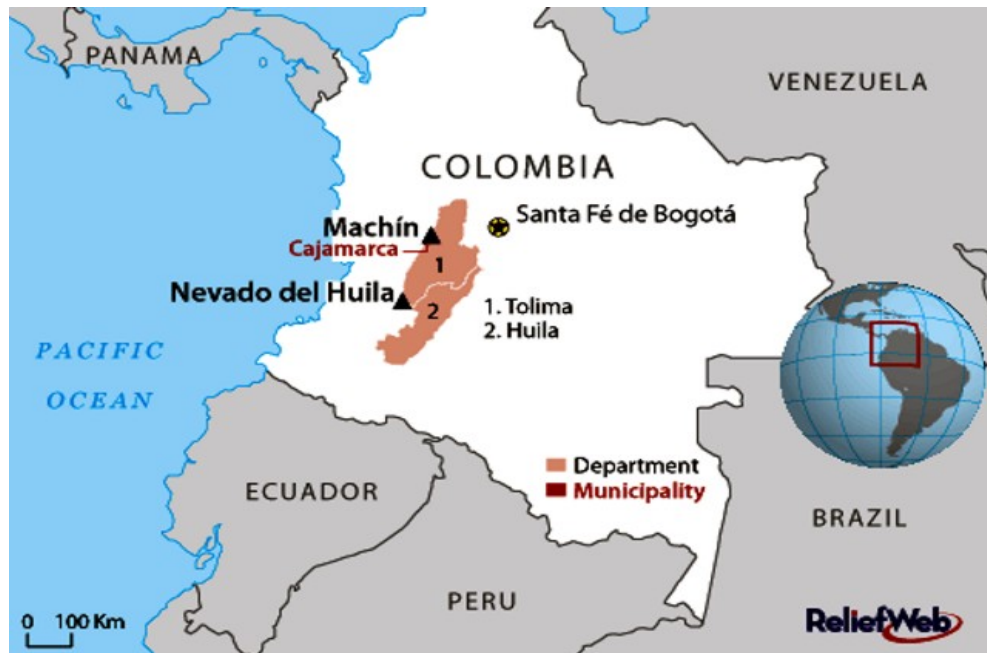 PANAMA
VENEZUELA
COLOMBIA
Santa Fé de Bogotá
Machín
Cajamarca
1
Nevado del Huila
2
1. Tolima
2. Huila
PACIFIC
OCEAN
Department
Municipality
ECUADOR
BRAZIL
PERU
0 100 Km
ReliefWeb